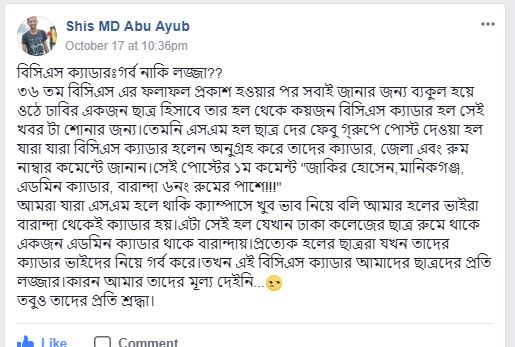 Shis MD Abu Ayub
October 17 at 10:36pm
বিসিএস ক্যাডারঃগর্ব নাকি লজ্জা??
৩৬ তম বিসিএস এর ফলাফল প্রকাশ হওয়ার পর সবাই জানার জন্য ব্যকুল হয়ে
ওঠে ঢাবির একজন ছাত্র হিসাবে তার হল থেকে কয়জন বিসিএস ক্যাডার হল সেই
খবর টা শোনার জন্য।তেমনি এসএম হল ছাত্র দের ফেবু গ্রুপে পোস্ট দেওয়া হল
যারা যারা বিসিএস ক্যাডার হলেন অনুগ্রহ করে তাদের ক্যাডার, জেলা এবং রুম
নাম্বার কমেন্টে জানান।সেই পোস্টের ১ম কমেন্ট "জাকির হোসেন,মানিকগঞ্জ,
এডমিন ক্যাডার, বারান্দা ৬নং রুমের পাশে!!!"
আমরা যারা এসএম হলে থাকি ক্যাম্পাসে খুব ভাব নিয়ে বলি আমার হলের ভাইরা
বারান্দা থেকেই ক্যাডার হয়।এটা সেই হল যেখান ঢাকা কলেজের ছাত্র রুমে থাকে
একজন এডমিন ক্যাডার থাকে বারান্দায়।প্রত্যেক হলের ছাত্ররা যখন তাদের
ক্যাডার ভাইদের নিয়ে গর্ব করে।তখন এই বিসিএস ক্যাডার আমাদের ছাত্রদের প্রতি
লজ্জার।কারন আমার তাদের মূল্য দেইনি...😒
তবুও তাদের প্রতি শ্রদ্ধা।
Like Comment